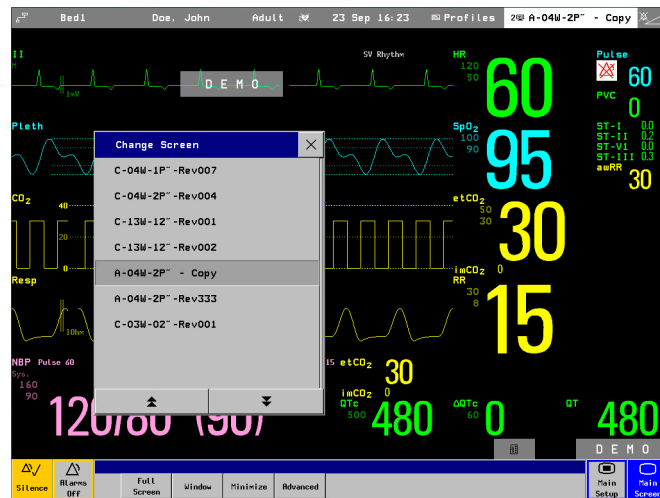 Bed1 Doe, John Adult 23 Sep 16:23 Profiles 2 A-04W-2P~ - Copy
II
M
1mV
DEMO
SV Rhythm
HR
120
50
60
Pulse
60
PVC
0
Pleth
SpO2
100
90
95
ST-I 0.0
ST-II 0.2
ST-V1 0.0
ST-III 0.3
awRR
30
Change Screen
C-04W-1P~-Rev007
C-04W-2P~-Rev004
C-13W-12~-Rev001
C-13W-12~-Rev002
A-04W-2P~ - Copy
A-04W-2P~-Rev333
C-03W-02~-Rev001
CO2
40
20
0
etCO2
50
30
30
imCO2 0
Resp
10hm
RR
30
8
15
NBP Pulse 60
Sys.
160
90
120/80 (90)
15 etCO2 30
imCO2 0
QTc
500
480
ΔQTc
60
0
QT
480
DEMO
Silence
Alarms Off
Full Screen
Window
Minimize
Advanced
Main Setup
Main Screen